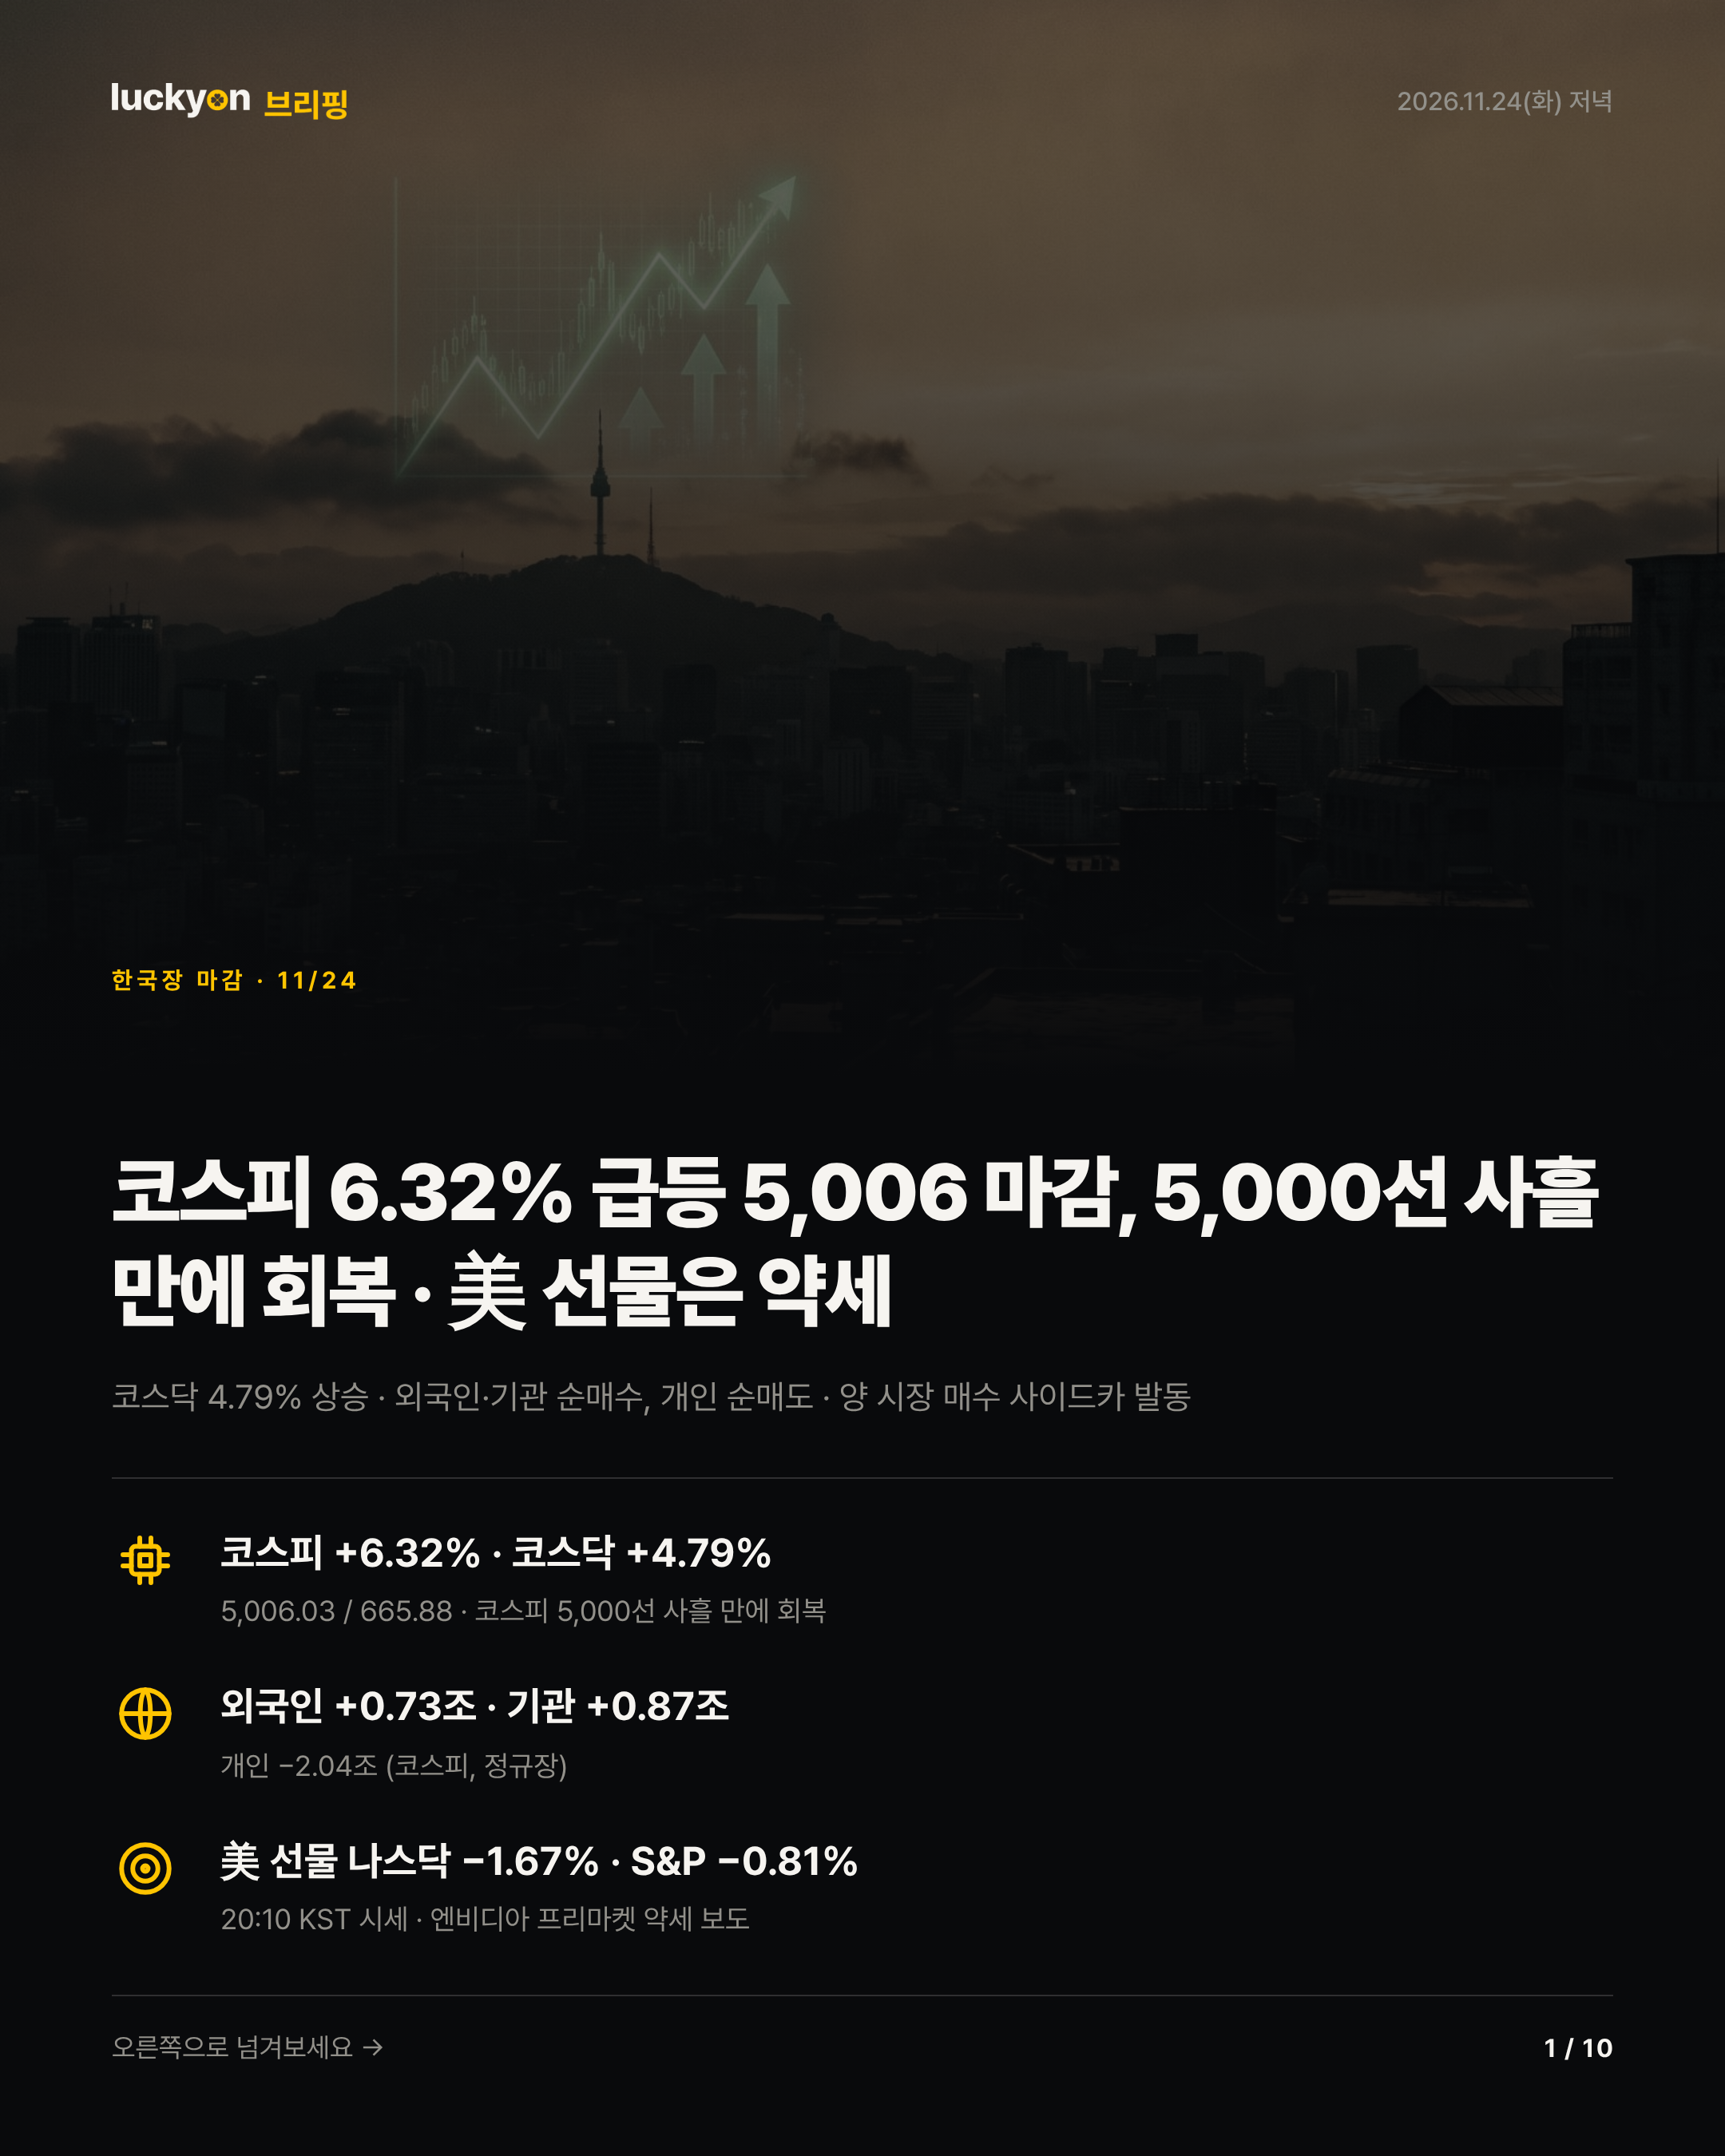 luckyon 브리핑
2026.11.24(화) 저녁
한국장 마감 · 11/24
코스피 6.32% 급등 5,006 마감, 5,000선 사흘
만에 회복 · 美 선물은 약세
코스닥 4.79% 상승 · 외국인·기관 순매수, 개인 순매도 · 양 시장 매수 사이드카 발동
코스피 +6.32% · 코스닥 +4.79%
5,006.03 / 665.88 · 코스피 5,000선 사흘 만에 회복
외국인 +0.73조 · 기관 +0.87조
개인 −2.04조 (코스피, 정규장)
美 선물 나스닥 −1.67% · S&P −0.81%
20:10 KST 시세 · 엔비디아 프리마켓 약세 보도
오른쪽으로 넘겨보세요 →
1 / 10